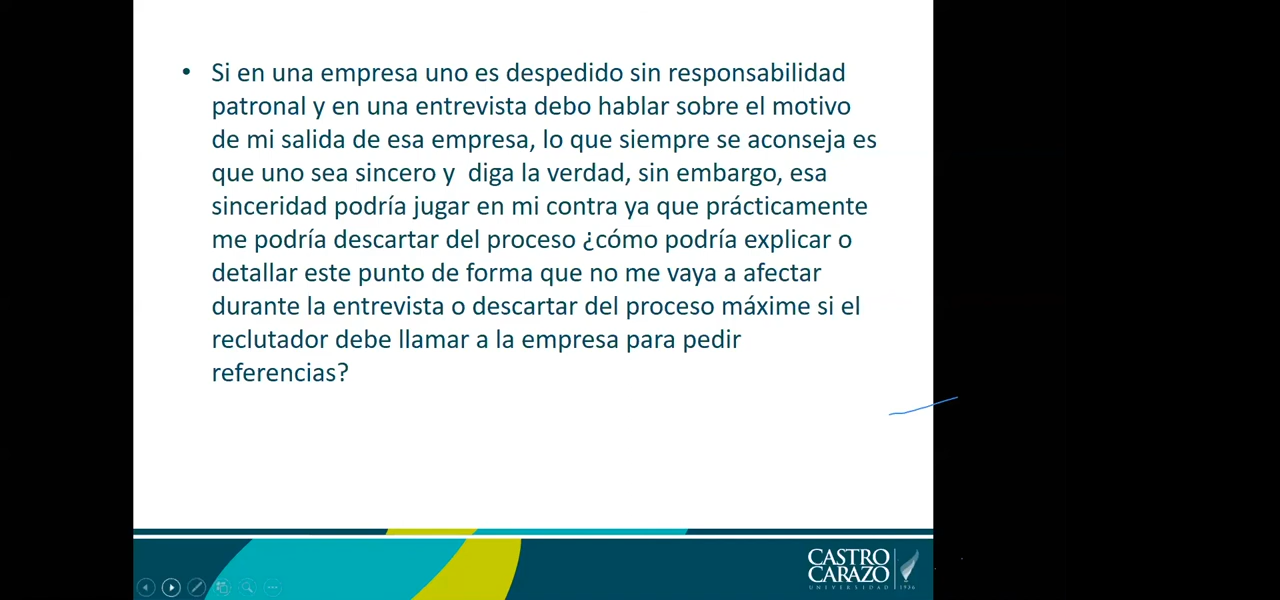 • Si en una empresa uno es despedido sin responsabilidad
patronal y en una entrevista debo hablar sobre el motivo
de mi salida de esa empresa, lo que siempre se aconseja es
que uno sea sincero y  diga la verdad, sin embargo, esa
sinceridad podría jugar en mi contra ya que prácticamente
me podría descartar del proceso ¿cómo podría explicar o
detallar este punto de forma que no me vaya a afectar
durante la entrevista o descartar del proceso máxime si el
reclutador debe llamar a la empresa para pedir
referencias?
CASTRO
CARAZO
UNIVERSIDAD 1936